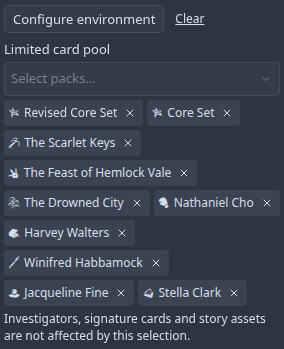 Configure environment Clear
Limited card pool
Select packs...
Revised Core Set × Core Set ×
The Scarlet Keys ×
The Feast of Hemlock Vale ×
The Drowned City × Nathaniel Cho ×
Harvey Walters ×
Winifred Habbamock ×
Jacqueline Fine × Stella Clark ×
Investigators, signature cards and story assets
are not affected by this selection.